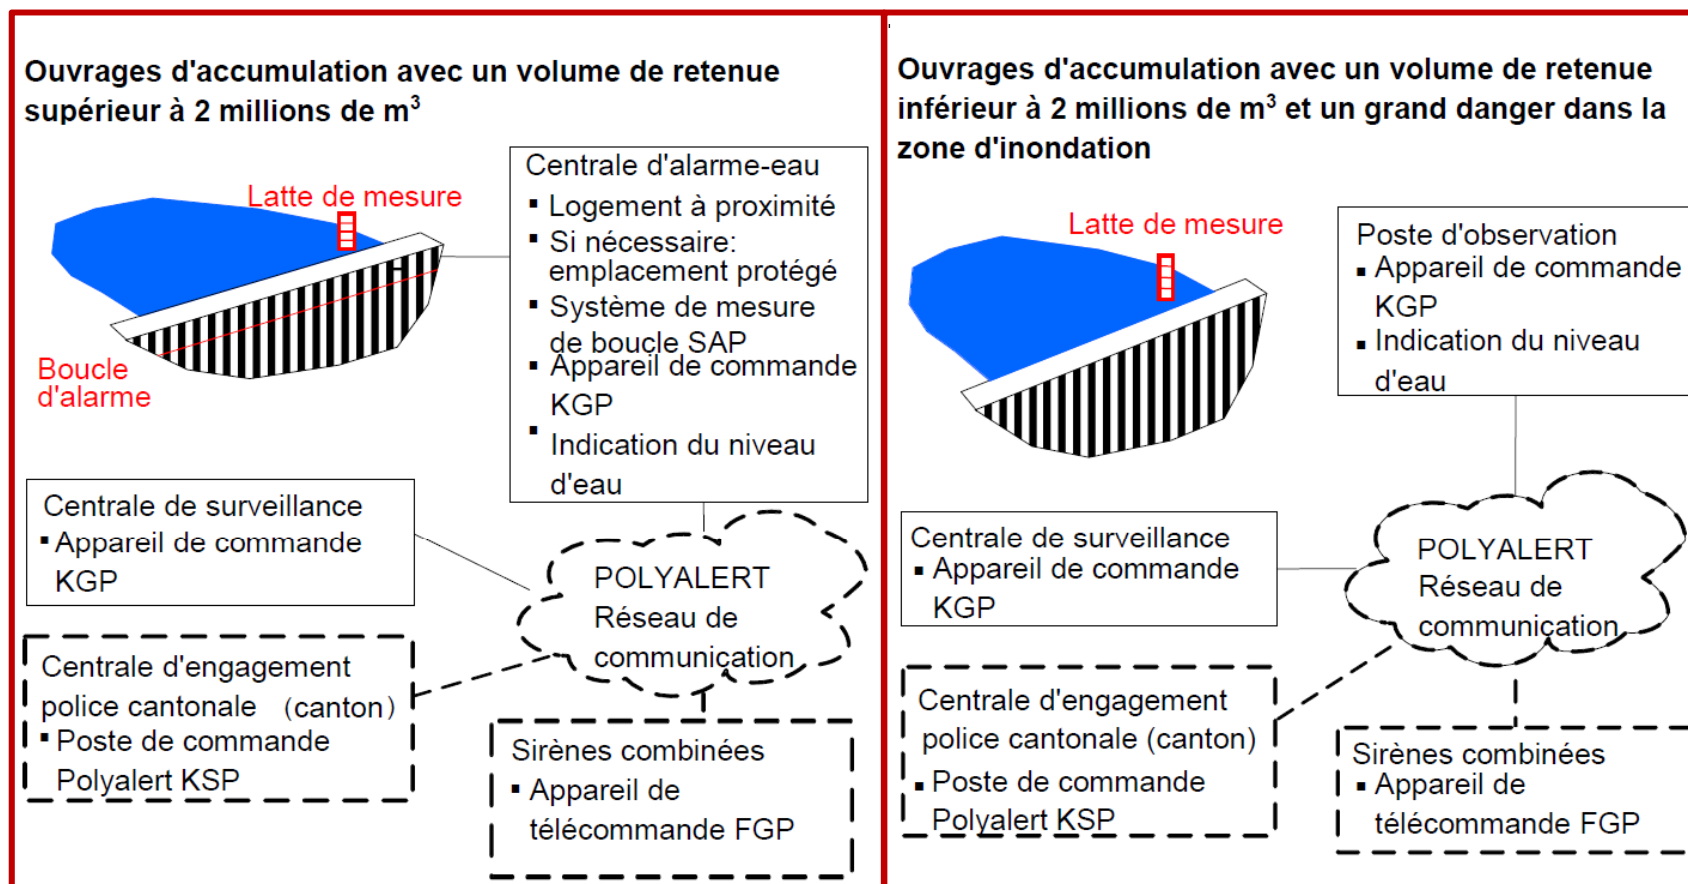 Ouvrages d'accumulation avec un volume de retenue
supérieur à 2 millions de m³
Latte de mesure
Boucle
d'alarme
Centrale d'alarme-eau
▪ Logement à proximité
▪ Si nécessaire:
emplacement protégé
▪ Système de mesure
de boucle SAP
▪ Appareil de commande
KGP
▪ Indication du niveau
d'eau
Centrale de surveillance
▪ Appareil de commande
KGP
POLYALERT
Réseau de
communication
Centrale d'engagement
police cantonale (canton)
▪ Poste de commande
Polyalert KSP
Sirènes combinées
▪ Appareil de
télécommande FGP
Ouvrages d'accumulation avec un volume de retenue
inférieur à 2 millions de m³ et un grand danger dans la
zone d'inondation
Latte de mesure
Poste d'observation
▪ Appareil de commande
KGP
▪ Indication du niveau
d'eau
Centrale de surveillance
▪ Appareil de commande
KGP
POLYALERT
Réseau de
communication
Centrale d'engagement
police cantonale (canton)
▪ Poste de commande
Polyalert KSP
Sirènes combinées
▪ Appareil de
télécommande FGP